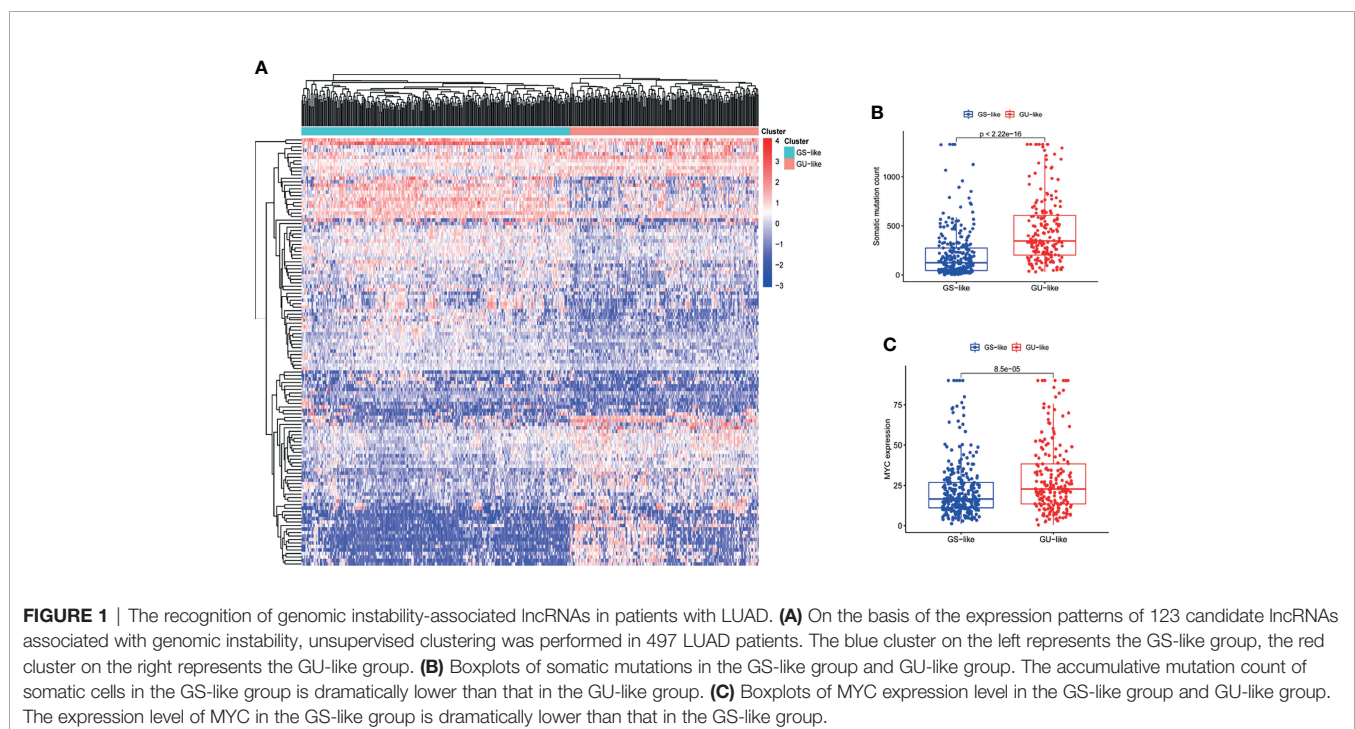 A
Cluster
4
3
2
1
0
−1
−2
−3
Cluster
GS−like
GU−like
B
GS−like GU−like
p < 2.22e−16
Somatic mutation count
1000
500
0
GS−like GU−like
C
GS−like GU−like
8.5e−05
MYC expression
75
50
25
0
GS−like GU−like
FIGURE 1 | The recognition of genomic instability-associated lncRNAs in patients with LUAD. (A) On the basis of the expression patterns of 123 candidate lncRNAs
associated with genomic instability, unsupervised clustering was performed in 497 LUAD patients. The blue cluster on the left represents the GS-like group, the red
cluster on the right represents the GU-like group. (B) Boxplots of somatic mutations in the GS-like group and GU-like group. The accumulative mutation count of
somatic cells in the GS-like group is dramatically lower than that in the GU-like group. (C) Boxplots of MYC expression level in the GS-like group and GU-like group.
The expression level of MYC in the GS-like group is dramatically lower than that in the GS-like group.